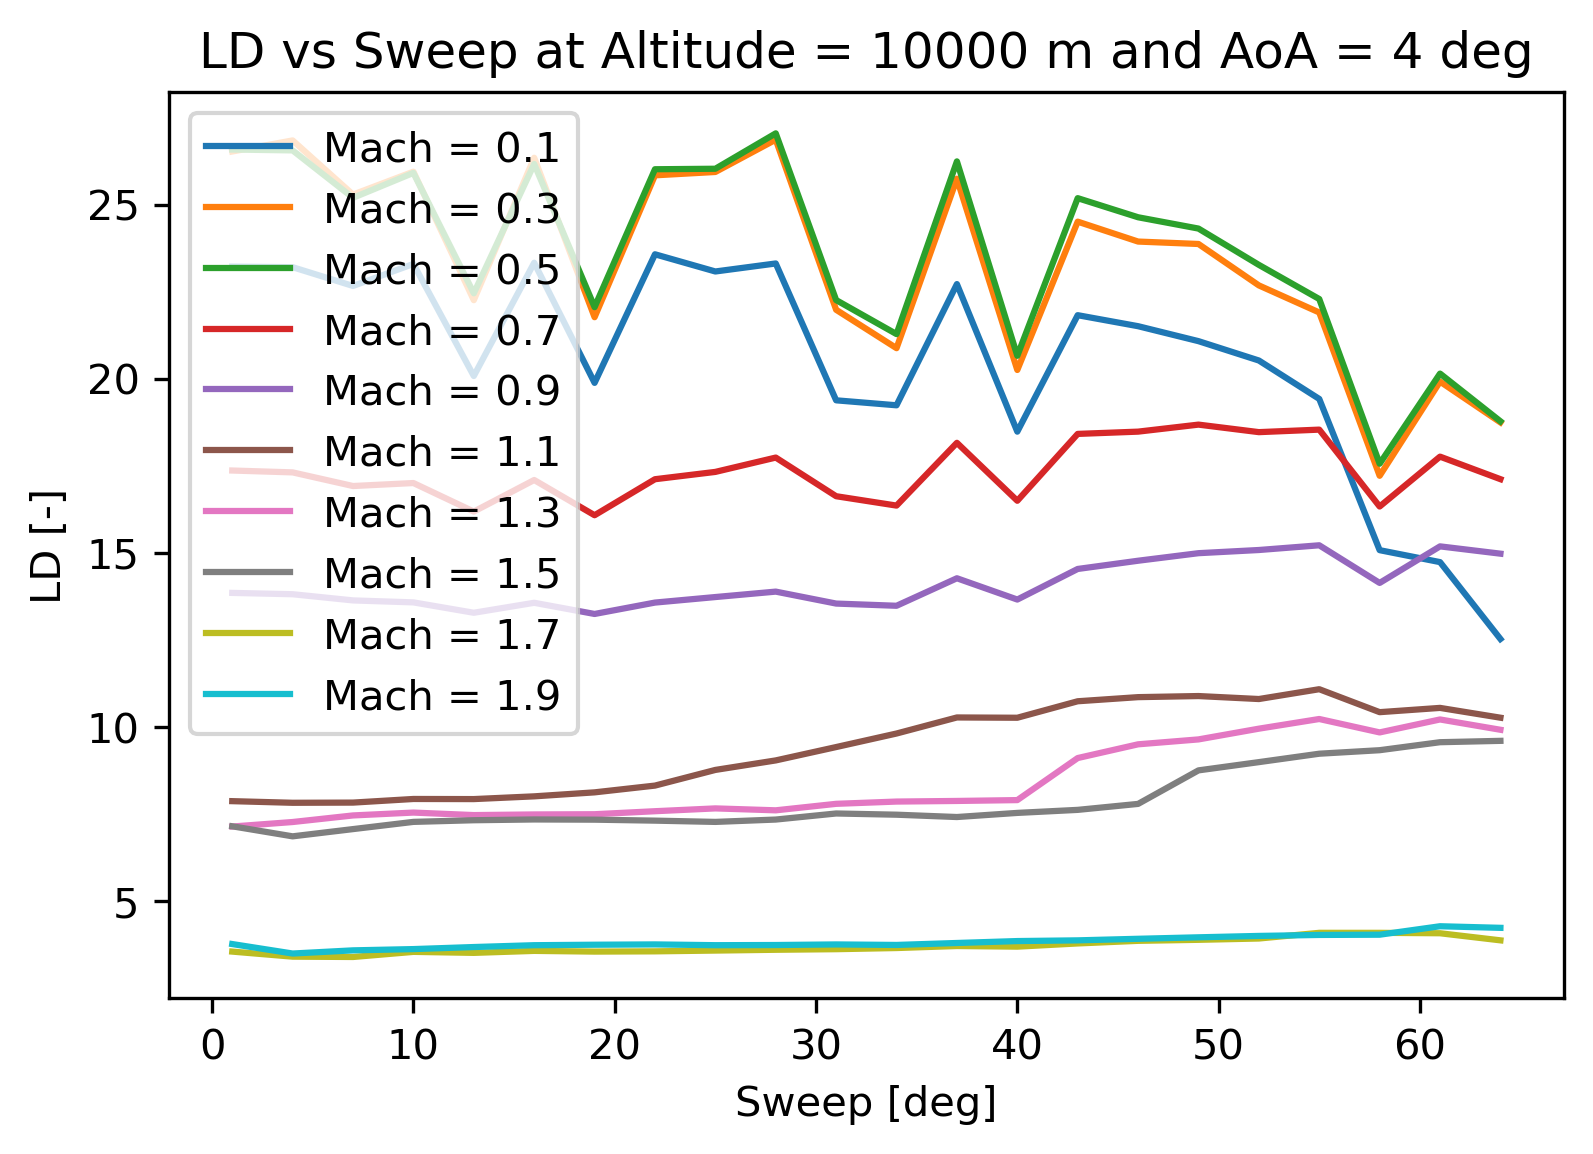 LD vs Sweep at Altitude = 10000 m and AoA = 4 deg
Mach = 0.1
Mach = 0.3
Mach = 0.5
Mach = 0.7
Mach = 0.9
Mach = 1.1
Mach = 1.3
Mach = 1.5
Mach = 1.7
Mach = 1.9
25
20
15
10
5
LD [-]
0 10 20 30 40 50 60
Sweep [deg]